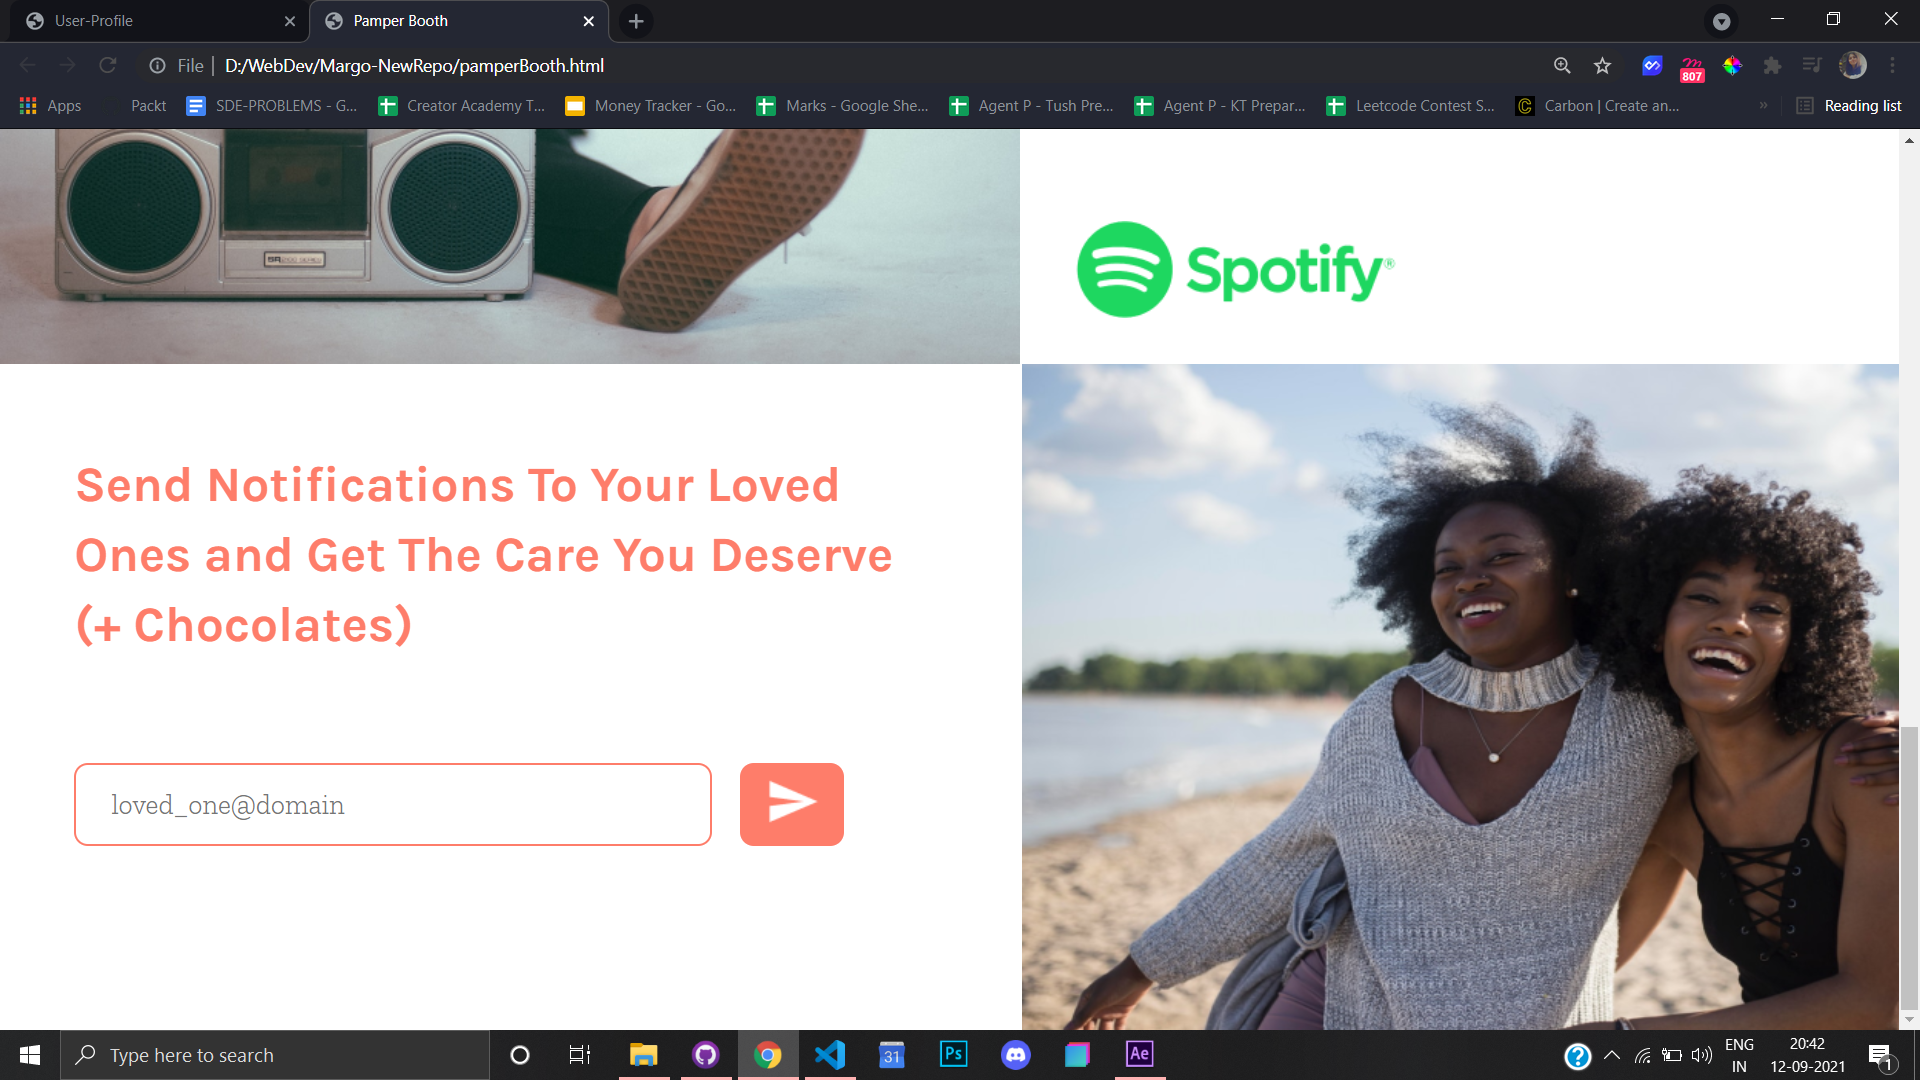 User-Profile
Pamper Booth
File
D:/WebDev/Margo-NewRepo/pamperBooth.html
807
Apps
Packt
SDE-PROBLEMS - G...
Creator Academy T...
Money Tracker - Go...
Marks - Google She...
Agent P - Tush Pre...
Agent P - KT Prepar...
Leetcode Contest S...
Carbon | Create an...
»
Reading list
Spotify®
Send Notifications To Your Loved
Ones and Get The Care You Deserve
(+ Chocolates)
loved_one@domain
Type here to search
31
Ps
Ae
ENG
IN
20:42
12-09-2021
1